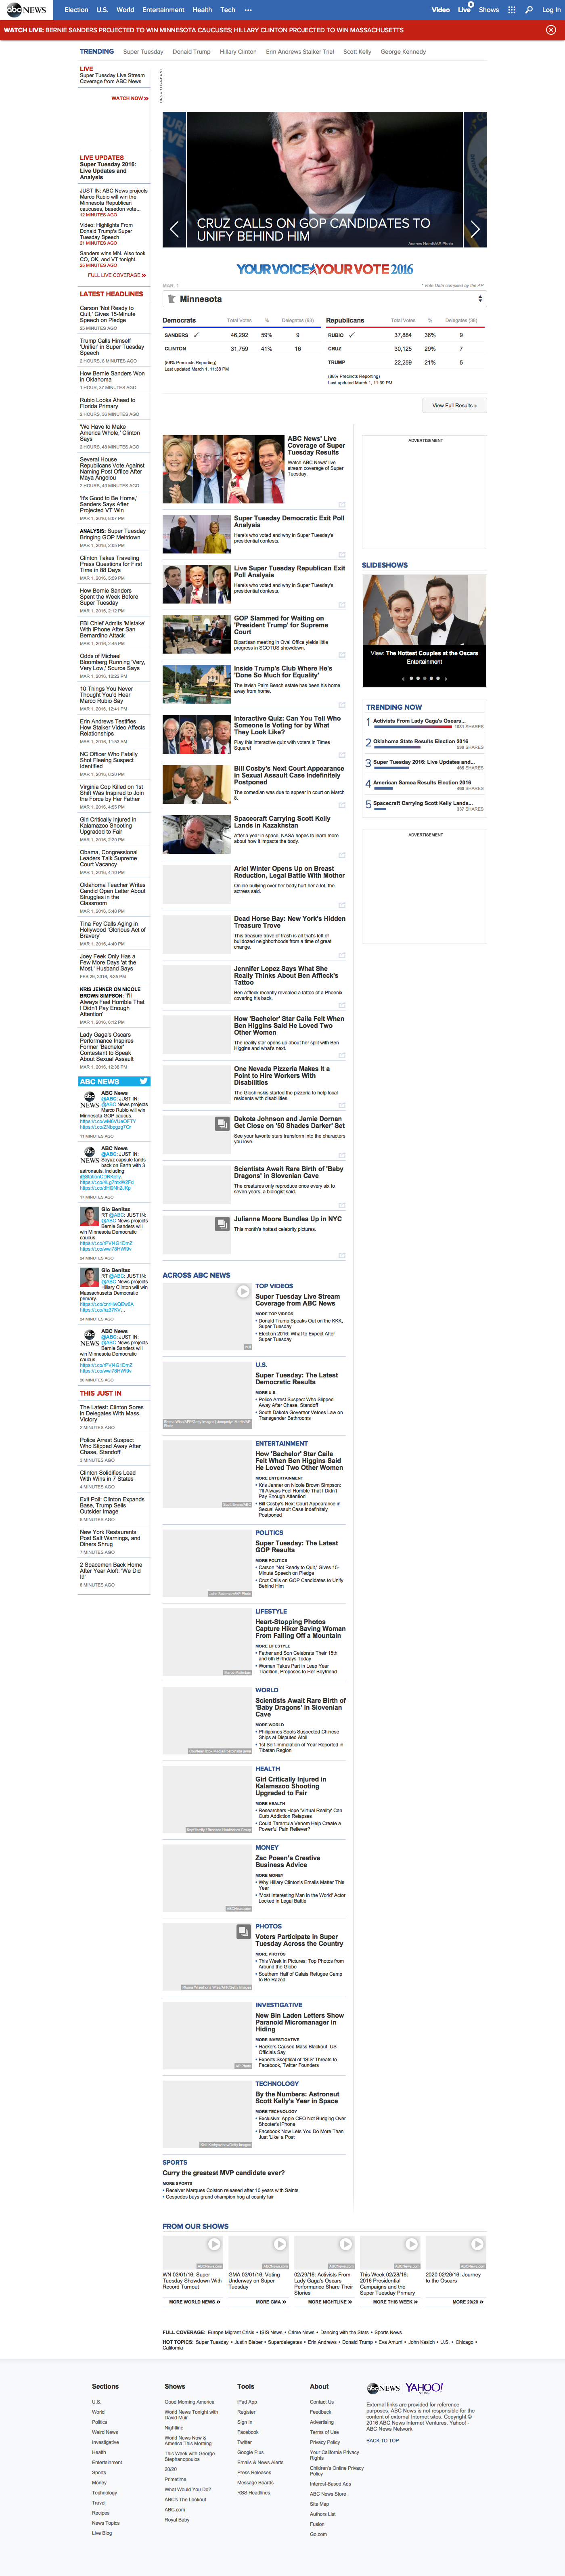 abc NEWS
Election U.S. World Entertainment Health Tech •••
Video Live Shows Log In
WATCH LIVE: BERNIE SANDERS PROJECTED TO WIN MINNESOTA CAUCUSES; HILLARY CLINTON PROJECTED TO WIN MASSACHUSETTS
TRENDING Super Tuesday Donald Trump Hillary Clinton Erin Andrews Stalker Trial Scott Kelly George Kennedy
LIVE
Super Tuesday Live Stream
Coverage from ABC News
WATCH NOW
ADVERTISEMENT
LIVE UPDATES
Super Tuesday 2016:
Live Updates and
Analysis
JUST IN: ABC News projects
Marco Rubio will win the
Minnesota Republican
caucuses, basedon vote...
12 MINUTES AGO
Video: Highlights From
Donald Trump's Super
Tuesday Speech
21 MINUTES AGO
Sanders wins MN. Also took
CO, OK, and VT tonight.
25 MINUTES AGO
FULL LIVE COVERAGE
LATEST HEADLINES
Carson 'Not Ready to
Quit,' Gives 15-Minute
Speech on Pledge
25 MINUTES AGO
Trump Calls Himself
'Unifier' in Super Tuesday
Speech
2 HOURS, 8 MINUTES AGO
How Bernie Sanders Won
in Oklahoma
1 HOUR, 37 MINUTES AGO
Rubio Looks Ahead to
Florida Primary
2 HOURS, 36 MINUTES AGO
'We Have to Make
America Whole,' Clinton
Says
2 HOURS, 48 MINUTES AGO
Several House
Republicans Vote Against
Naming Post Office After
Maya Angelou
2 HOURS, 43 MINUTES AGO
'It's Good to Be Home,'
Sanders Says After
Projected VT Win
MAR 1, 2016, 8:07 PM
ANALYSIS: Super Tuesday
Bringing GOP Meltdown
MAR 1, 2016, 2:05 PM
Clinton Takes Traveling
Press Questions for First
Time in 88 Days
MAR 1, 2016, 5:59 PM
How Bernie Sanders
Spent the Week Before
Super Tuesday
MAR 1, 2016, 2:12 PM
FBI Chief Admits 'Mistake'
With iPhone After San
Bernardino Attack
MAR 1, 2016, 2:45 PM
Odds of Michael
Bloomberg Running 'Very,
Very Low,' Source Says
MAR 1, 2016, 12:22 PM
10 Things You Never
Thought You'd Hear
Marco Rubio Say
MAR 1, 2016, 12:41 PM
Erin Andrews Testifies
How Stalker Video Affects
Relationships
MAR 1, 2016, 11:53 AM
NC Officer Who Fatally
Shot Fleeing Suspect
Identified
MAR 1, 2016, 6:20 PM
Virginia Cop Killed on 1st
Shift Was Inspired to Join
the Force by Her Father
MAR 1, 2016, 4:55 PM
Girl Critically Injured in
Kalamazoo Shooting
Upgraded to Fair
MAR 1, 2016, 2:20 PM
Obama, Congressional
Leaders Talk Supreme
Court Vacancy
MAR 1, 2016, 4:10 PM
Oklahoma Teacher Writes
Candid Open Letter About
Struggles in the
Classroom
MAR 1, 2016, 5:48 PM
Tina Fey Calls Aging in
Hollywood 'Glorious Act of
Bravery'
MAR 1, 2016, 4:40 PM
Joey Feek Only Has a
Few More Days 'at the
Most,' Husband Says
FEB 29, 2016, 8:35 PM
KRIS JENNER ON NICOLE
BROWN SIMPSON: 'I'll
Always Feel Horrible That
I Didn't Pay Enough
Attention'
MAR 1, 2016, 8:12 PM
Lady Gaga's Oscars
Performance Inspires
Former 'Bachelor'
Contestant to Speak
About Sexual Assault
MAR 1, 2016, 12:38 PM
ABC NEWS
ABC News
@ABC: JUST IN:
@ABC News projects
Marco Rubio will win
Minnesota GOP caucus.
11 MINUTES AGO
ABC News
@ABC: JUST IN:
Soyuz capsule lands
back on Earth with 3
astronauts, including
@StationCDRKelly.
17 MINUTES AGO
Gio Benitez
RT @ABC: JUST IN:
@ABC News projects
Bernie Sanders will
win Minnesota Democratic
caucus.
24 MINUTES AGO
Gio Benitez
RT @ABC: JUST IN:
@ABC News projects
Hillary Clinton will win
Massachusetts Democratic
primary.
24 MINUTES AGO
ABC News
@ABC: JUST IN:
@ABC News projects
Bernie Sanders will
win Minnesota Democratic
caucus.
26 MINUTES AGO
THIS JUST IN
The Latest: Clinton Sores
in Delegates With Mass.
Victory
2 MINUTES AGO
Police Arrest Suspect
Who Slipped Away After
Chase, Standoff
3 MINUTES AGO
Clinton Solidifies Lead
With Wins in 7 States
4 MINUTES AGO
Exit Poll: Clinton Expands
Base, Trump Sells
Outsider Image
5 MINUTES AGO
New York Restaurants
Post Salt Warnings, and
Diners Shrug
7 MINUTES AGO
2 Spacemen Back Home
After Year Aloft: 'We Did
It!'
8 MINUTES AGO
CRUZ CALLS ON GOP CANDIDATES TO
UNIFY BEHIND HIM
Andrew Harnik/AP Photo
YOUR VOICE YOUR VOTE 2016
MAR. 1
* Vote Data compiled by the AP
Minnesota
Democrats Total Votes % Delegates (93)
SANDERS ✓ 46,292 59% 9
CLINTON 31,759 41% 16
Last updated March 1, 11:38 PM
Republicans Total Votes % Delegates (38)
RUBIO ✓ 37,884 36% 9
CRUZ 30,125 29% 7
TRUMP 22,259 21% 5
Last updated March 1, 11:39 PM
View Full Results »
ABC News' Live
Coverage of Super
Tuesday Results
Watch ABC News' live
stream coverage of Super
Tuesday.
Super Tuesday Democratic Exit Poll
Analysis
Here's who voted and why in Super Tuesday's
presidential contests.
Live Super Tuesday Republican Exit
Poll Analysis
Here's who voted and why in Super Tuesday's
presidential contests.
GOP Slammed for Waiting on
'President Trump' for Supreme
Court
Bipartisan meeting in Oval Office yields little
progress in SCOTUS showdown.
Inside Trump's Club Where He's
'Done So Much for Equality'
The lavish Palm Beach estate has been his home
away from home.
Interactive Quiz: Can You Tell Who
Someone Is Voting for by What
They Look Like?
Play this interactive quiz with voters in Times
Square!
Bill Cosby's Next Court Appearance
in Sexual Assault Case Indefinitely
Postponed
The comedian was due to appear in court on March
8.
Spacecraft Carrying Scott Kelly
Lands in Kazakhstan
After a year in space, NASA hopes to learn more
about how it impacts the body.
Ariel Winter Opens Up on Breast
Reduction, Legal Battle With Mother
Online bullying over her body hurt her a lot, the
actress said.
Dead Horse Bay: New York's Hidden
Treasure Trove
This treasure trove of trash is all that's left of
bulldozed neighborhoods from a time of great
change.
Jennifer Lopez Says What She
Really Thinks About Ben Affleck's
Tattoo
Ben Affleck recently revealed a tattoo of a Phoenix
covering his back.
How 'Bachelor' Star Caila Felt When
Ben Higgins Said He Loved Two
Other Women
The reality star opens up about her split with Ben
Higgins and what's next.
One Nevada Pizzeria Makes It a
Point to Hire Workers With
Disabilities
The Girochinskis started the pizzeria to help local
residents with disabilities.
Dakota Johnson and Jamie Dornan
Get Close on '50 Shades Darker' Set
See your favorite stars transform into the characters
you love.
Scientists Await Rare Birth of 'Baby
Dragons' in Slovenian Cave
The creatures only reproduce once every six to
seven years, a biologist said.
Julianne Moore Bundles Up in NYC
This month's hottest celebrity pictures.
ADVERTISEMENT
SLIDESHOWS
View: The Hottest Couples at the Oscars
Entertainment
TRENDING NOW
1 Activists From Lady Gaga's Oscars...
1081 SHARES
2 Oklahoma State Results Election 2016
3 Super Tuesday 2016: Live Updates and...
465 SHARES
4 American Samoa Results Election 2016
5 Spacecraft Carrying Scott Kelly Lands...
ADVERTISEMENT
ACROSS ABC NEWS
TOP VIDEOS
Super Tuesday Live Stream
Coverage from ABC News
MORE TOP VIDEOS
• Donald Trump Speaks Out on the KKK,
Super Tuesday
• Election 2016: What to Expect After
Super Tuesday
U.S.
Super Tuesday: The Latest
Democratic Results
MORE U.S.
• Police Arrest Suspect Who Slipped
Away After Chase, Standoff
• South Dakota Governor Vetoes Law on
Transgender Bathrooms
ENTERTAINMENT
How 'Bachelor' Star Caila
Felt When Ben Higgins Said
He Loved Two Other Women
MORE ENTERTAINMENT
• Kris Jenner on Nicole Brown Simpson:
'I'll Always Feel Horrible That I Didn't
Pay Enough Attention'
• Bill Cosby's Next Court Appearance in
Sexual Assault Case Indefinitely
Postponed
POLITICS
Super Tuesday: The Latest
GOP Results
MORE POLITICS
• Carson 'Not Ready to Quit,' Gives 15-
Minute Speech on Pledge
• Cruz Calls on GOP Candidates to Unify
Behind Him
LIFESTYLE
Heart-Stopping Photos
Capture Hiker Saving Woman
From Falling Off a Mountain
MORE LIFESTYLE
• Father and Son Celebrate Their 15th
and 5th Birthdays Today
• Woman Takes Part in Leap Year
Tradition, Proposes to Her Boyfriend
WORLD
Scientists Await Rare Birth of
'Baby Dragons' in Slovenian
Cave
MORE WORLD
• Philippines Spots Suspected Chinese
Ships at Disputed Atoll
• 1st Self-Immolation of Year Reported in
Tibetan Region
HEALTH
Girl Critically Injured in
Kalamazoo Shooting
Upgraded to Fair
MORE HEALTH
• Researchers Hope 'Virtual Reality' Can
Curb Addiction Relapses
• Could Tarantula Venom Help Create a
Powerful Pain Reliever?
MONEY
Zac Posen's Creative
Business Advice
MORE MONEY
• Why Hillary Clinton's Emails Matter This
Year
• 'Most Interesting Man in the World' Actor
Locked in Legal Battle
PHOTOS
Voters Participate in Super
Tuesday Across the Country
MORE PHOTOS
• This Week in Pictures: Top Photos from
Around the Globe
• Southern Half of Calais Refugee Camp
to Be Razed
INVESTIGATIVE
New Bin Laden Letters Show
Paranoid Micromanager in
Hiding
MORE INVESTIGATIVE
• Hackers Caused Mass Blackout, US
Officials Say
• Experts Skeptical of 'ISIS' Threats to
Facebook, Twitter Founders
TECHNOLOGY
By the Numbers: Astronaut
Scott Kelly's Year in Space
MORE TECHNOLOGY
• Exclusive: Apple CEO Not Budging Over
Shooter's iPhone
• Facebook Now Lets You Do More Than
Just 'Like' a Post
SPORTS
Curry the greatest MVP candidate ever?
MORE SPORTS
• Receiver Marques Colston released after 10 years with Saints
• Cespedes buys grand champion hog at county fair
FROM OUR SHOWS
WN 03/01/16: Super
Tuesday Showdown With
Record Turnout
MORE WORLD NEWS
GMA 03/01/16: Voting
Underway on Super
Tuesday
MORE GMA
02/29/16: Activists From
Lady Gaga's Oscars
Performance Share Their
Stories
MORE NIGHTLINE
This Week 02/28/16:
2016 Presidential
Campaigns and the
Super Tuesday Primary
MORE THIS WEEK
2020 02/26/16: Journey
to the Oscars
MORE 20/20
FULL COVERAGE: Europe Migrant Crisis • ISIS News • Crime News • Dancing with the Stars • Sports News
HOT TOPICS: Super Tuesday • Justin Bieber • Superdelegates • Erin Andrews • Donald Trump • Eva Amurri • John Kasich • U.S. • Chicago •
California
Sections
U.S.
World
Politics
Weird News
Investigative
Health
Entertainment
Sports
Money
Technology
Travel
Recipes
News Topics
Live Blog
Shows
Good Morning America
World News Tonight with
David Muir
Nightline
World News Now &
America This Morning
This Week with George
Stephanopoulos
20/20
Primetime
What Would You Do?
ABC's The Lookout
ABC.com
Royal Baby
Tools
iPad App
Register
Sign In
Facebook
Twitter
Google Plus
Emails & News Alerts
Press Releases
Message Boards
RSS Headlines
About
Contact Us
Feedback
Advertising
Terms of Use
Privacy Policy
Your California Privacy
Rights
Children's Online Privacy
Policy
Interest-Based Ads
ABC News Store
Site Map
Authors List
Fusion
Go.com
abc NEWS YAHOO! NEWS
External links are provided for reference
purposes. ABC News is not responsible for the
content of external Internet sites. Copyright ©
2016 ABC News Internet Ventures. Yahoo! -
ABC News Network
BACK TO TOP